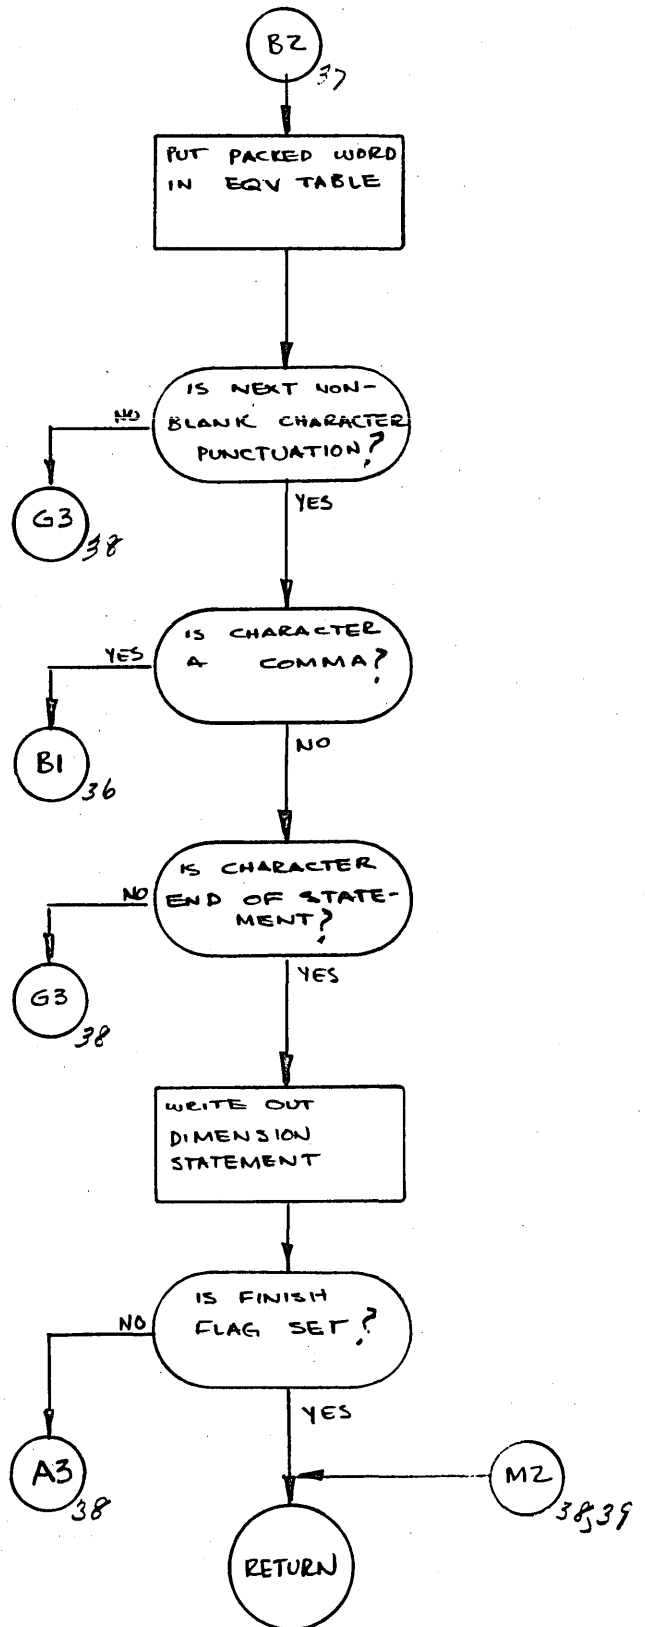 B2
37
PUT PACKED WORD
IN EQV TABLE
IS NEXT NON-
BLANK CHARACTER
PUNCTUATION?
NO
G3
38
YES
IS CHARACTER
A COMMA?
YES
B1
36
NO
IS CHARACTER
END OF STATE-
MENT?
NO
G3
38
YES
WRITE OUT
DIMENSION
STATEMENT
IS FINISH
FLAG SET?
NO
A3
38
YES
M2
38,39
RETURN